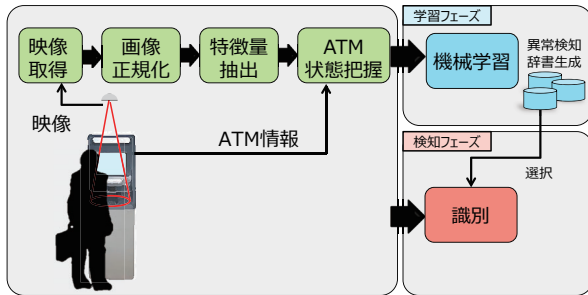 映像
取得
画像
正規化
特徴量
抽出
ATM
状態把握
映像
ATM情報
学習フェーズ
機械学習
異常検知
辞書生成
検知フェーズ
選択
識別